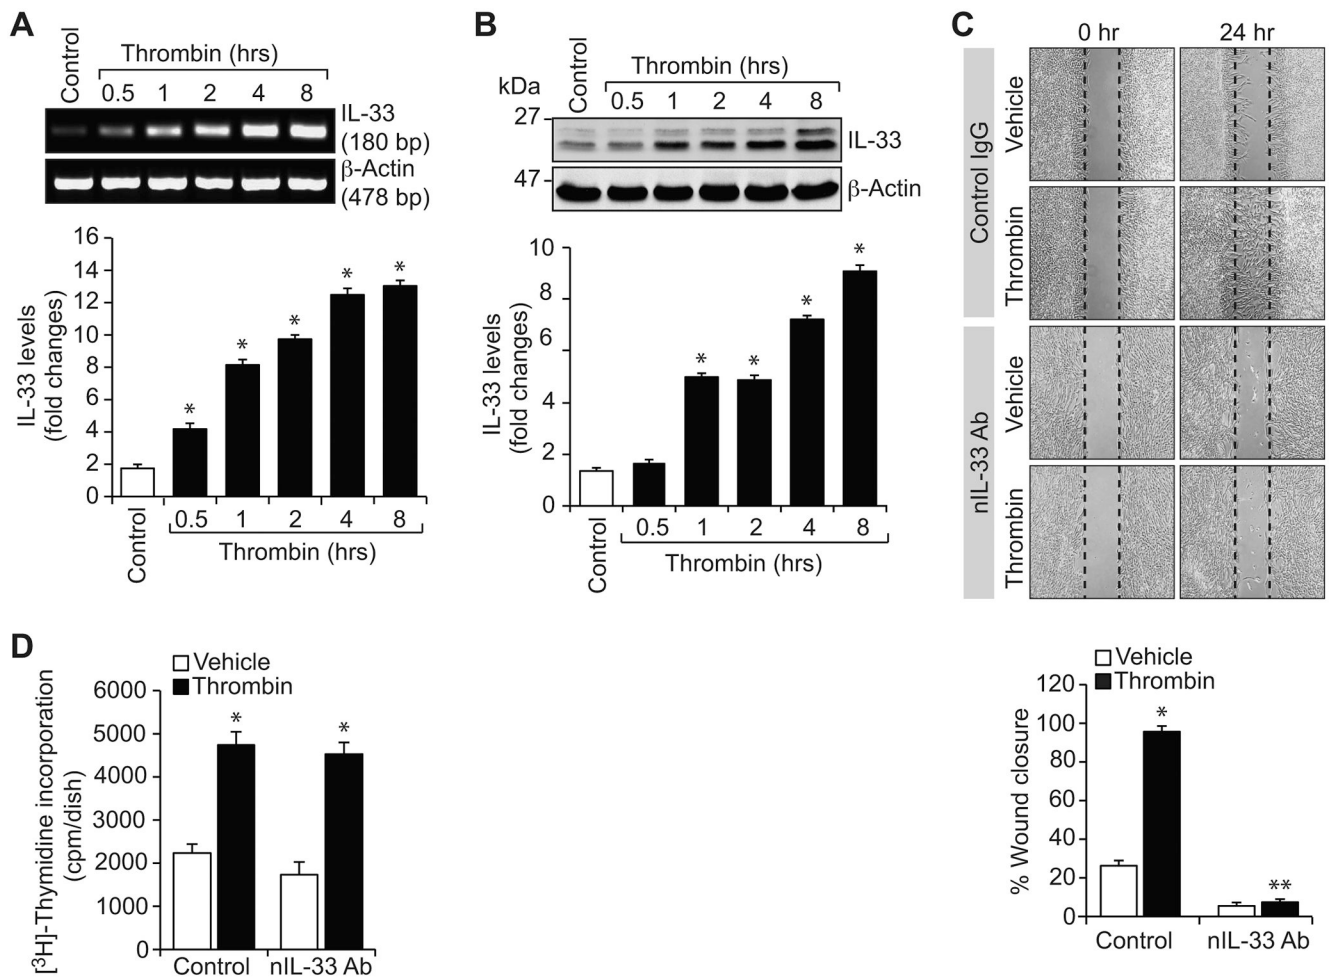 A
Control
Thrombin (hrs)
0.5 1 2 4 8
IL-33
(180 bp)
β-Actin
(478 bp)
IL-33 levels
(fold changes)
16
14
12
10
8
6
4
2
0
* * * * *
Control
0.5 1 2 4 8
Thrombin (hrs)
B
kDa
Control
Thrombin (hrs)
0.5 1 2 4 8
27
IL-33
47
β-Actin
IL-33 levels
(fold changes)
10
8
6
4
2
0
* * * *
Control
0.5 1 2 4 8
Thrombin (hrs)
C
0 hr 24 hr
Control IgG
Vehicle
Thrombin
nIL-33 Ab
Vehicle
Thrombin
Vehicle
Thrombin
% Wound closure
120
100
80
60
40
20
0
* **
Control nIL-33 Ab
D
Vehicle
Thrombin
[³H]-Thymidine incorporation
(cpm/dish)
6000
5000
4000
3000
2000
1000
0
* *
Control nIL-33 Ab